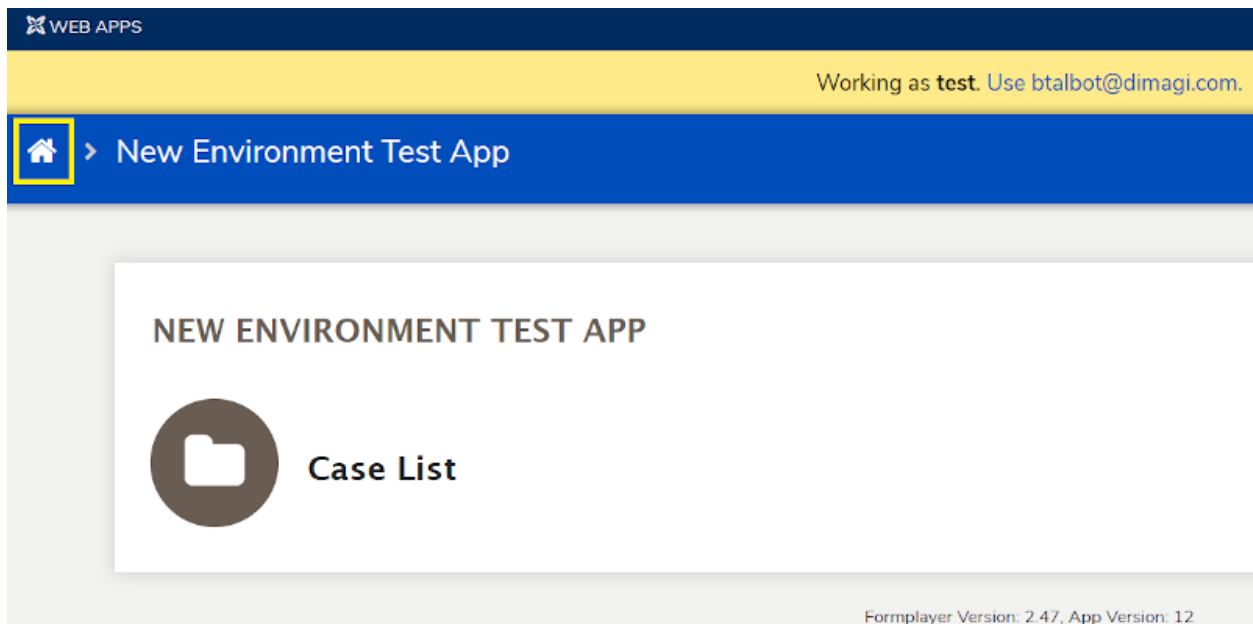 WEB APPS
Working as test. Use btalbot@dimagi.com.
> New Environment Test App
NEW ENVIRONMENT TEST APP
Case List
Formplayer Version: 2.47, App Version: 12